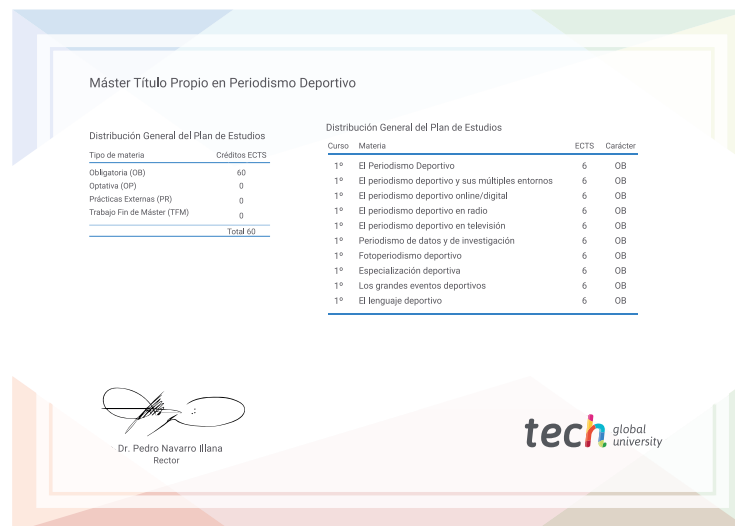 Máster Título Propio en Periodismo Deportivo
Distribución General del Plan de Estudios
Tipo de materia Créditos ECTS
Obligatoria (OB) 60
Optativa (OP) 0
Prácticas Externas (PR) 0
Trabajo Fin de Máster (TFM) 0
Total 60
Distribución General del Plan de Estudios
Curso Materia ECTS Carácter
1º El Periodismo Deportivo 6 OB
1º El periodismo deportivo y sus múltiples entornos 6 OB
1º El periodismo deportivo online/digital 6 OB
1º El periodismo deportivo en radio 6 OB
1º El periodismo deportivo en televisión 6 OB
1º Periodismo de datos y de investigación 6 OB
1º Fotoperiodismo deportivo 6 OB
1º Especialización deportiva 6 OB
1º Los grandes eventos deportivos 6 OB
1º El lenguaje deportivo 6 OB
Dr. Pedro Navarro Illana
Rector
tech global
university